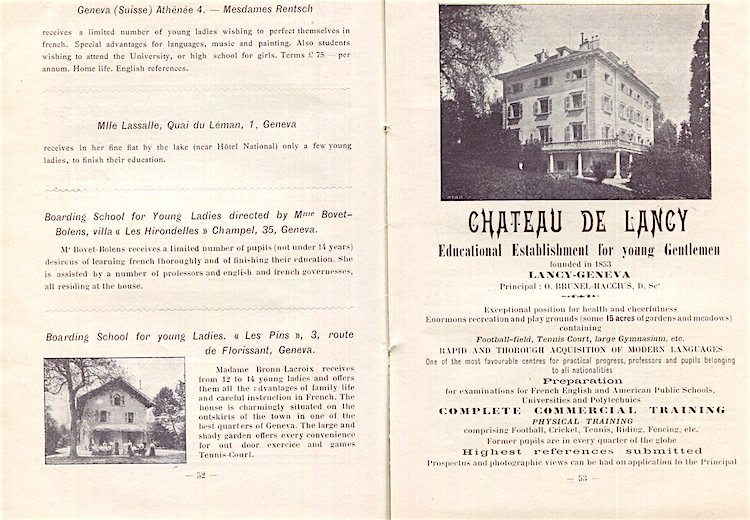 Geneva (Suisse) Athénée 4. — Mesdames Rentsch
receives a limited number of young ladies wishing to perfect themselves in
french. Special advantages for languages, music and painting. Also students
wishing to attend the University, or high school for girls. Terms £ 75 — per
annum. Home life. English references.
Mlle Lassalle, Quai du Léman, 1, Geneva
receives in her fine flat by the lake (near Hôtel National) only a few young
ladies, to finish their education.
Boarding School for Young Ladies directed by Mme Bovet-
Bolens, villa « Les Hirondelles » Champel, 35, Geneva.
Me Bovet-Bolens receives a limited number of pupils (not under 14 years)
desirous of learning french thoroughly and of finishing their education. She
is assisted by a number of professors and english and french governesses,
all residing at the house.
Boarding School for young Ladies. « Les Pins », 3, route
de Florissant, Geneva.
Madame Bronn-Lacroix receives
from 12 to 14 young ladies and offers
them all the advantages of family life
and careful instruction in French. The
house is charmingly situated on the
outskirts of the town in one of the
best quarters of Geneva. The large and
shady garden offers every convenience
for out door exercice and games
Tennis-Court.
— 52 —
CHATEAU DE LANCY
Educational Establishment for young Gentlemen
founded in 1853
LANCY-GENEVA
Principal : O. BRUNEL-HACCIUS, D. Sce
Exceptional position for health and cheerfulness
Enormous recreation and play grounds (some 15 acres of gardens and meadows)
containing
Football-field, Tennis Court, large Gymnasium, etc.
RAPID AND THOROUGH ACQUISITION OF MODERN LANGUAGES
One of the most favourable centres for practical progress, professors and pupils belonging
to all nationalities
Preparation
for examinations for French English and American Public Schools,
Universities and Polytechnics
COMPLETE COMMERCIAL TRAINING
PHYSICAL TRAINING
comprising Football, Cricket, Tennis, Riding, Fencing, etc.
Former pupils are in every quarter of the globe
Highest references submitted
Prospectus and photographic views can be had on application to the Principal
— 53 —